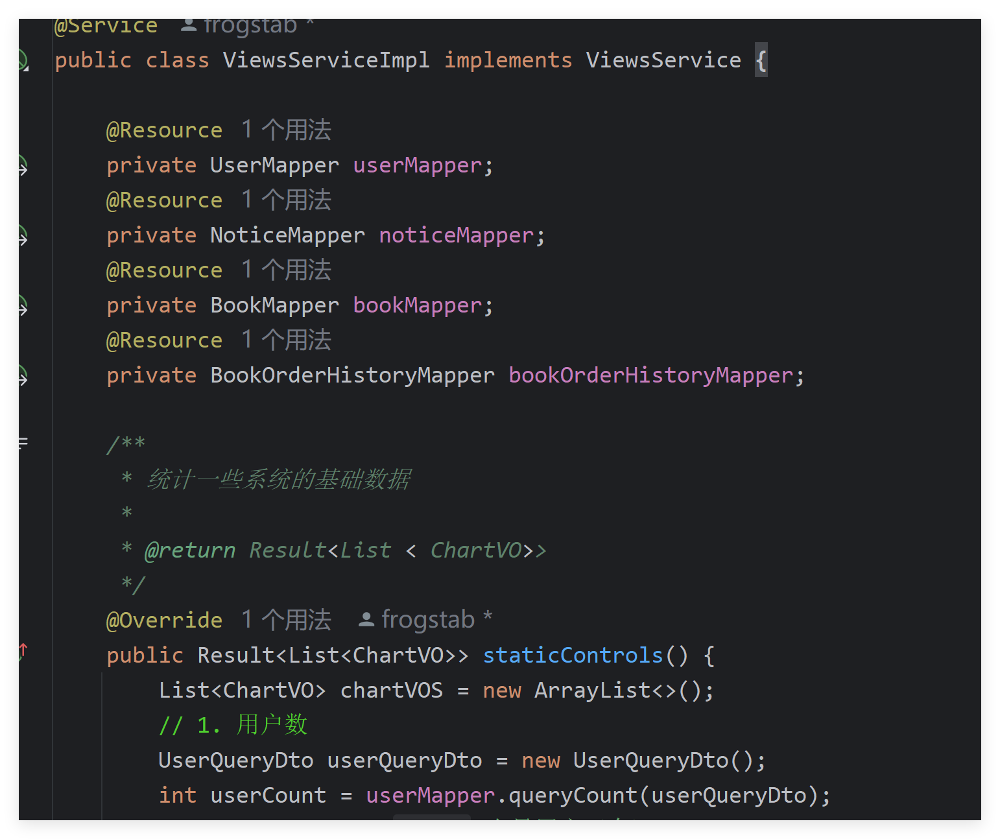 @Service frogstab *
public class ViewsServiceImpl implements ViewsService {
@Resource 1 个用法
private UserMapper userMapper;
@Resource 1 个用法
private NoticeMapper noticeMapper;
@Resource 1 个用法
private BookMapper bookMapper;
@Resource 1 个用法
private BookOrderHistoryMapper bookOrderHistoryMapper;
/**
* 统计一些系统的基础数据
*
* @return Result<List < ChartVO>>
*/
@Override 1 个用法 frogstab *
public Result<List<ChartVO>> staticControls() {
List<ChartVO> chartVOS = new ArrayList<>();
// 1. 用户数
UserQueryDto userQueryDto = new UserQueryDto();
int userCount = userMapper.queryCount(userQueryDto);